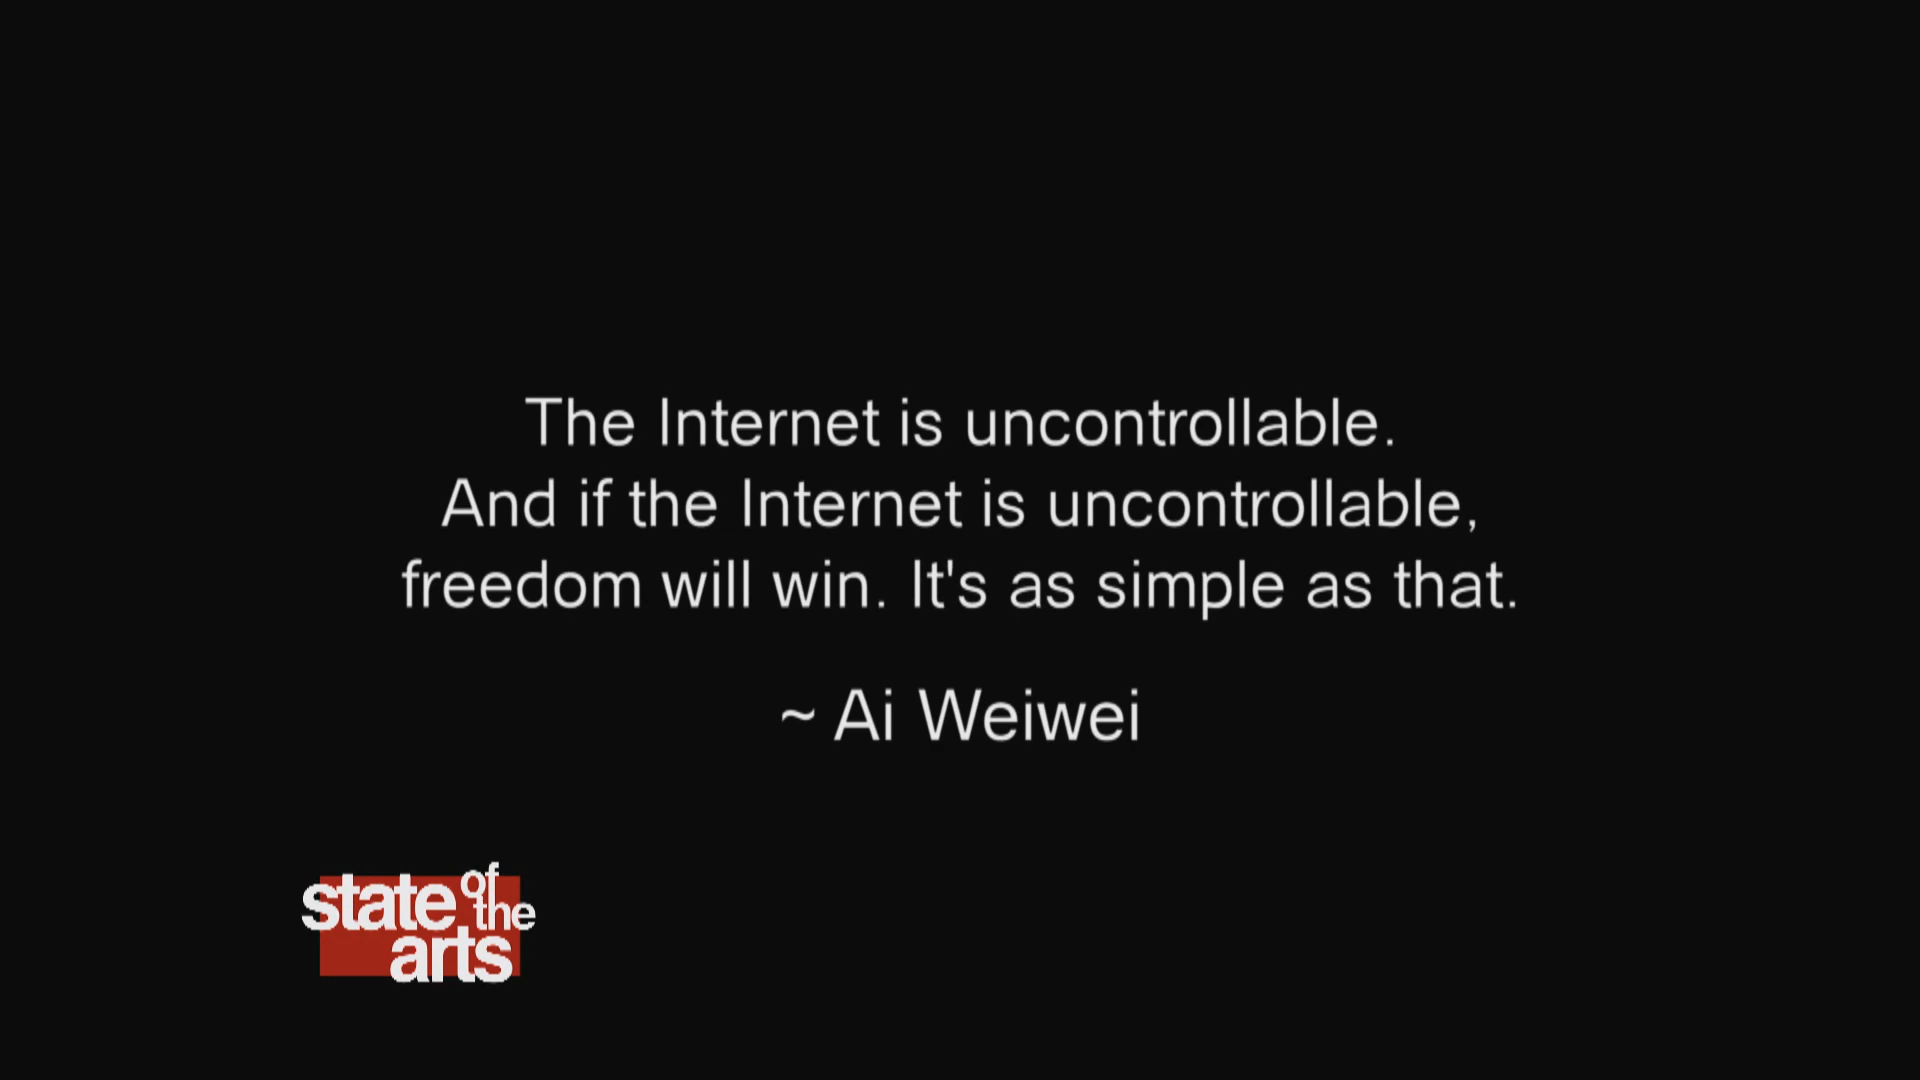 The Internet is uncontrollable.
And if the Internet is uncontrollable,
freedom will win. It's as simple as that.
~ Ai Weiwei
state of the
arts